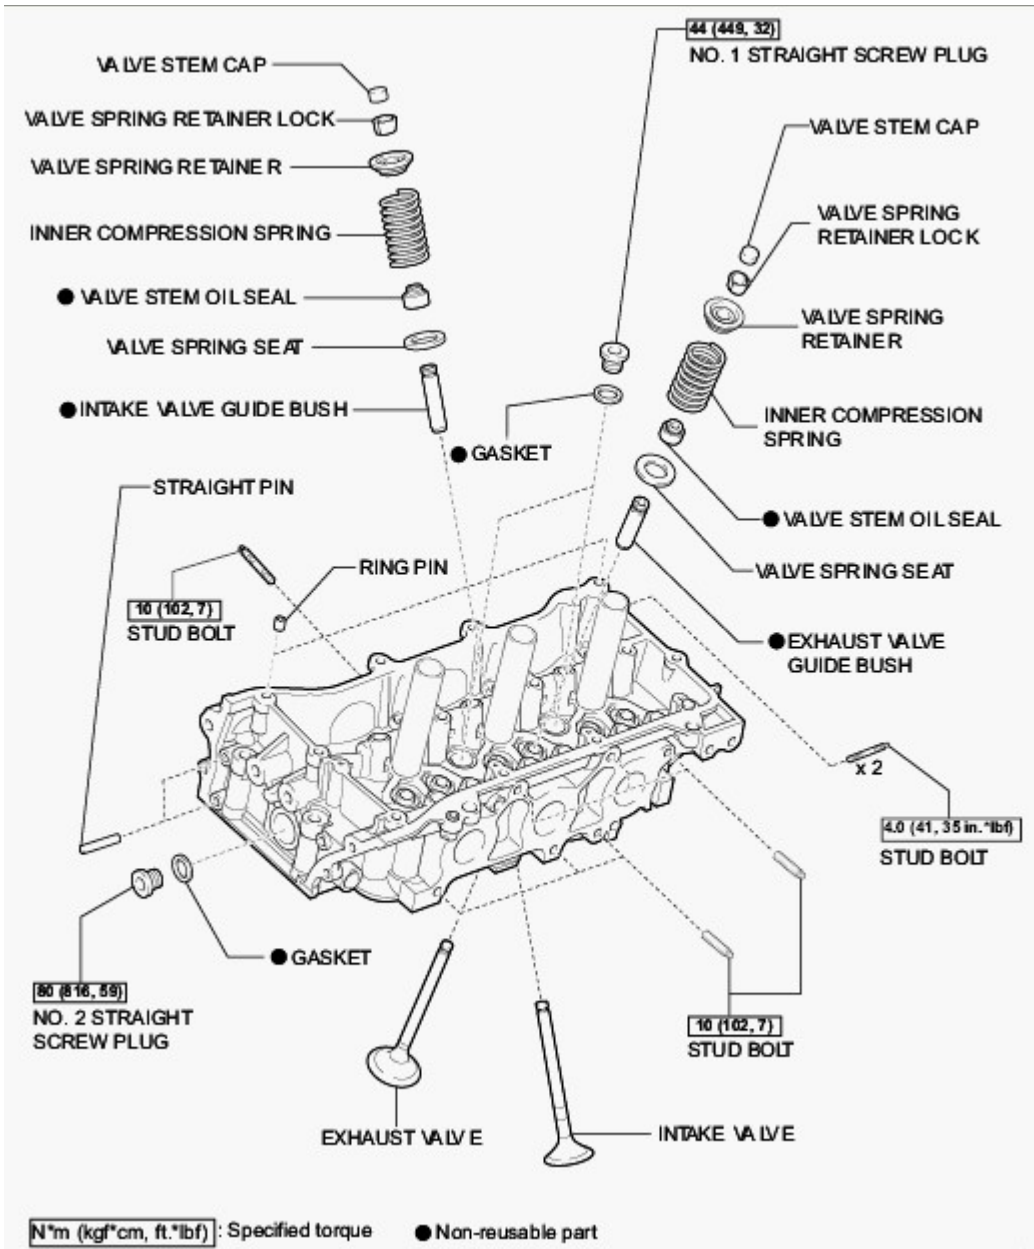 44 (449, 32)
NO. 1 STRAIGHT SCREW PLUG
VALVE STEM CAP
VALVE SPRING RETAINER LOCK
VALVE SPRING RETAINER
INNER COMPRESSION SPRING
● VALVE STEM OIL SEAL
VALVE SPRING SEAT
● INTAKE VALVE GUIDE BUSH
VALVE STEM CAP
VALVE SPRING
RETAINER LOCK
VALVE SPRING
RETAINER
INNER COMPRESSION
SPRING
● GASKET
● VALVE STEM OIL SEAL
VALVE SPRING SEAT
● EXHAUST VALVE
GUIDE BUSH
STRAIGHT PIN
RING PIN
10 (102, 7)
STUD BOLT
x 2
4.0 (41, 35 in.*lbf)
STUD BOLT
● GASKET
80 (816, 59)
NO. 2 STRAIGHT
SCREW PLUG
10 (102, 7)
STUD BOLT
EXHAUST VALVE
INTAKE VALVE
N*m (kgf*cm, ft.*lbf) : Specified torque
● Non-reusable part